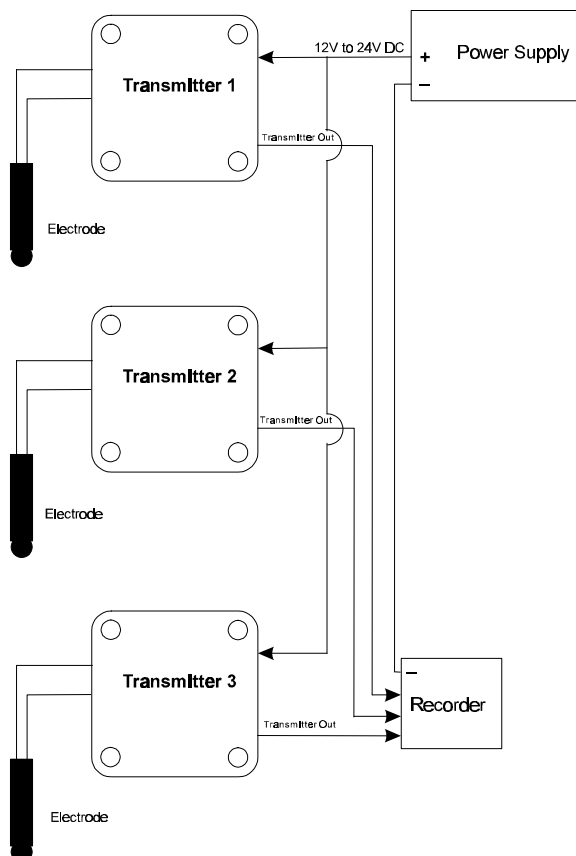 12V to 24V DC
+
Power Supply
–
Transmitter 1
Transmitter Out
Electrode
Transmitter 2
Transmitter Out
Electrode
Transmitter 3
–
Recorder
Transmitter Out
Electrode